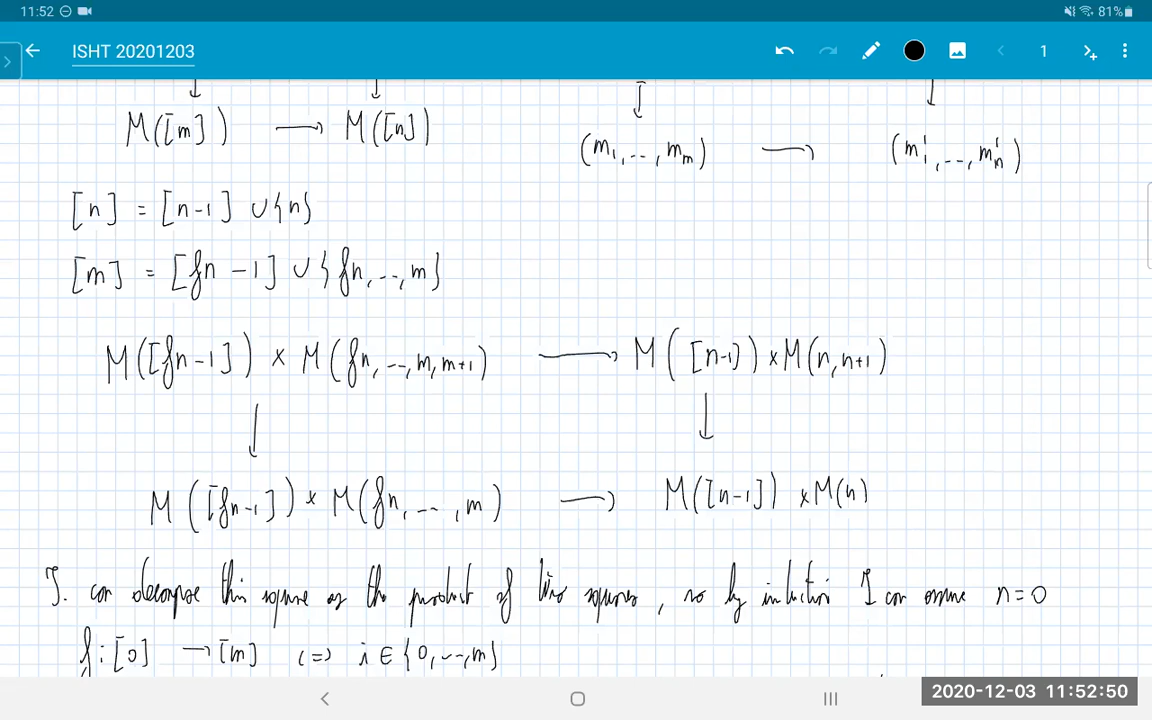 11:52 81%
ISHT 20201203 1
M([m]) → M([n]) (m₁,..,mₘ) → (m'₁,..,m'ₙ)
[n] = [n-1] ∪ {n}
[m] = [fn-1] ∪ {fn,..,m}
M([fn-1]) × M(fn,..,m,m+1) → M([n-1]) × M(n,n+1)
↓ ↓
M([fn-1]) × M(fn,..,m) → M([n-1]) × M(n)
I can decompose this square as the product of two squares, so by induction I can assume n=0
f: [0] → [m] (=) i ∈ {0,..,m}
2020-12-03 11:52:50